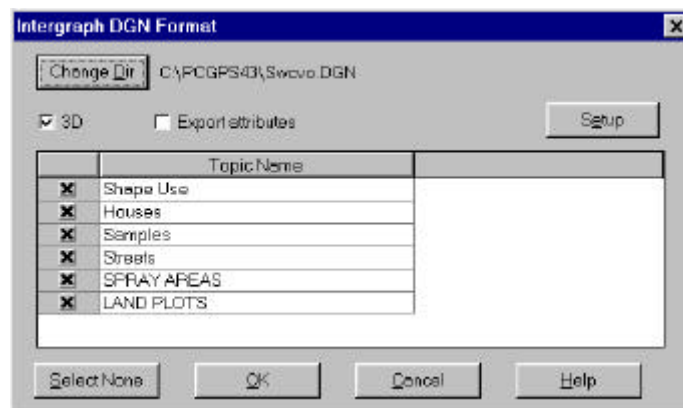 Intergraph DGN Format
Change Dir C:\PCGPS43\Swcvo.DGN
3D Export attributes Setup
Topic Name
Shape Use
Houses
Samples
Streets
SPRAY AREAS
LAND PLOTS
Select None OK Cancel Help